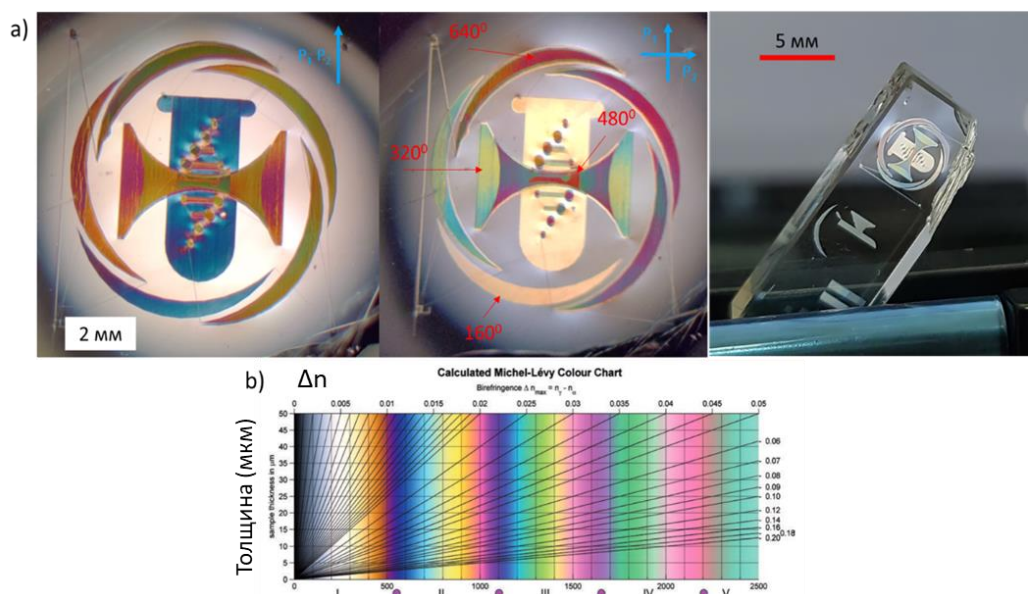 a)
P₁ P₂
640⁰
P₁
P₂
5 мм
320⁰
480⁰
2 мм
160⁰
b)
Δn
Calculated Michel-Lévy Colour Chart
Birefringence Δ nmax = nγ - nα
0 0.005 0.01 0.015 0.02 0.025 0.03 0.035 0.04 0.045 0.05
Толщина (мкм)
sample thickness in µm
50
45
40
35
30
25
20
15
10
5
0
0.06
0.07
0.08
0.09
0.10
0.12
0.14
0.16
0.18
0.20
0 500 1000 1500 2000 2500
I II III IV V